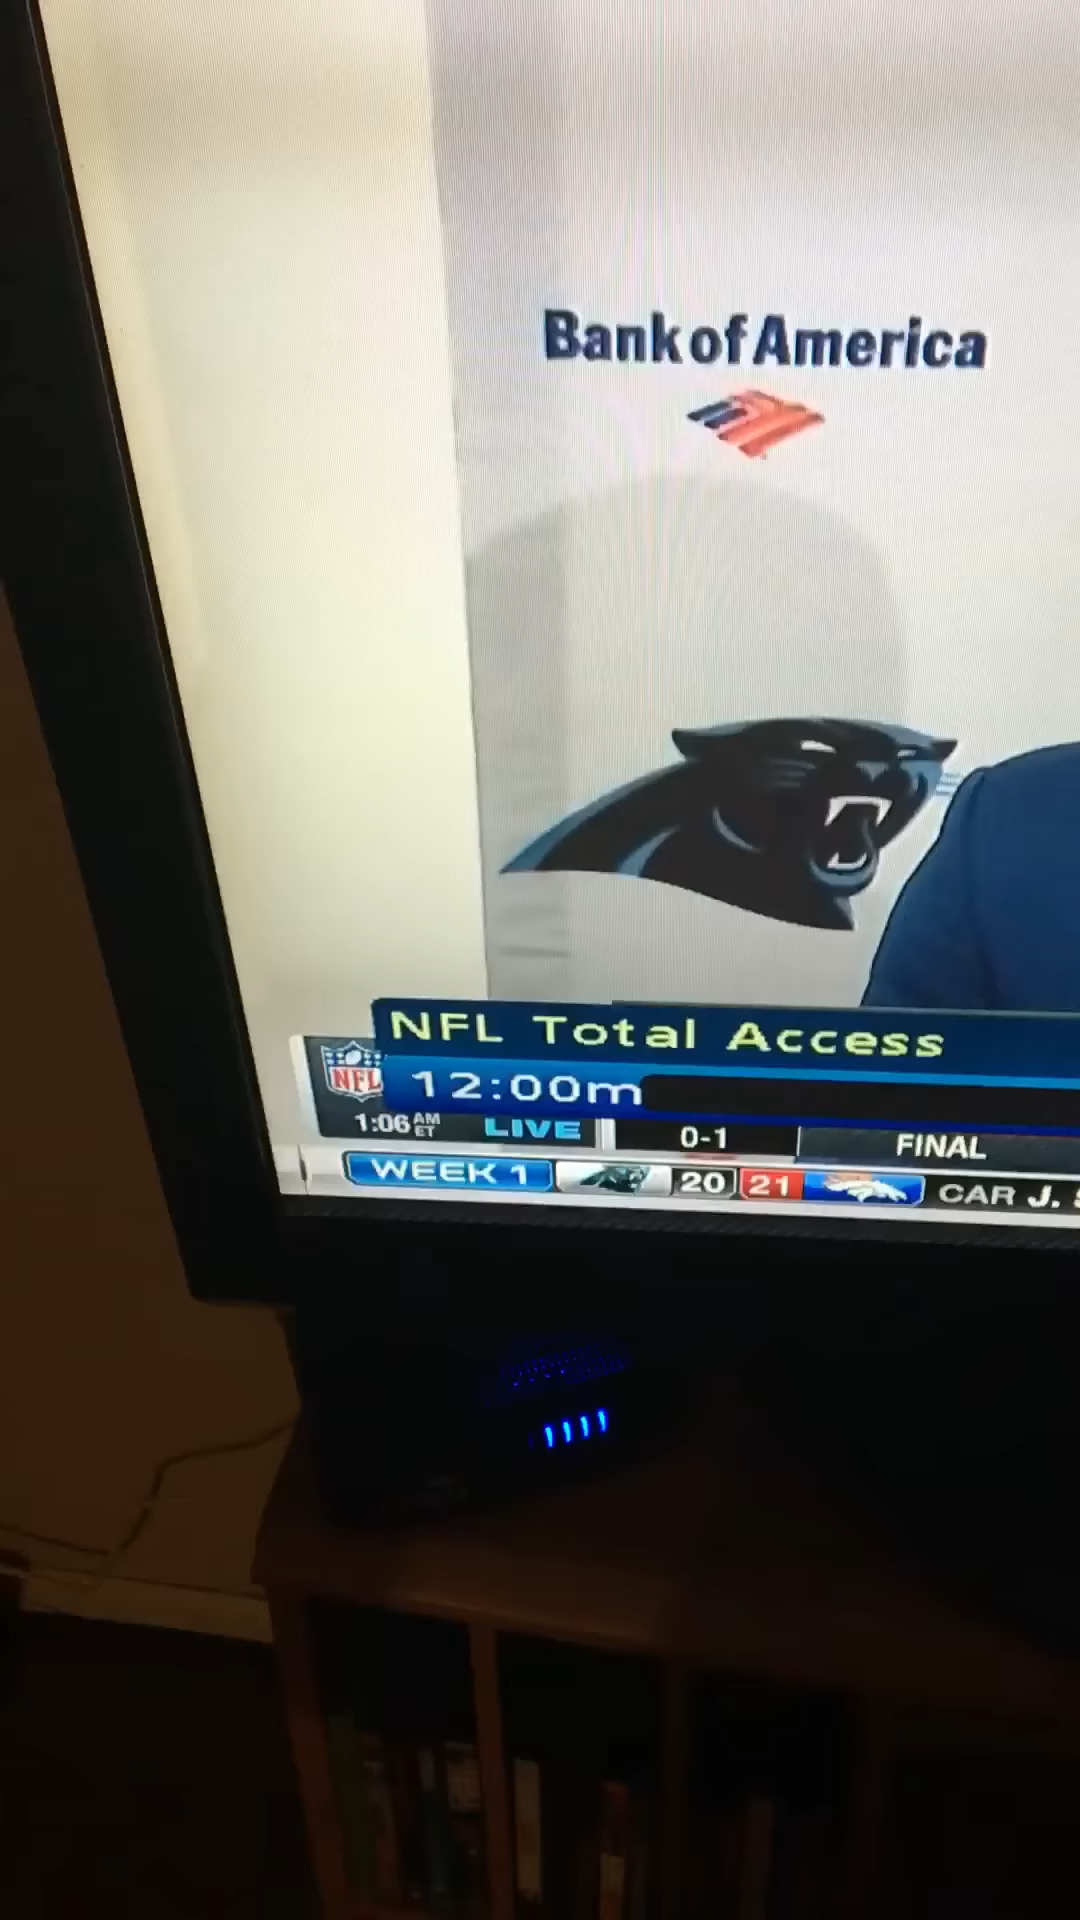 Bank of America
NFL Total Access
NFL
12:00m
1:06 AM ET LIVE 0-1 FINAL
WEEK 1 20 21 CAR J.